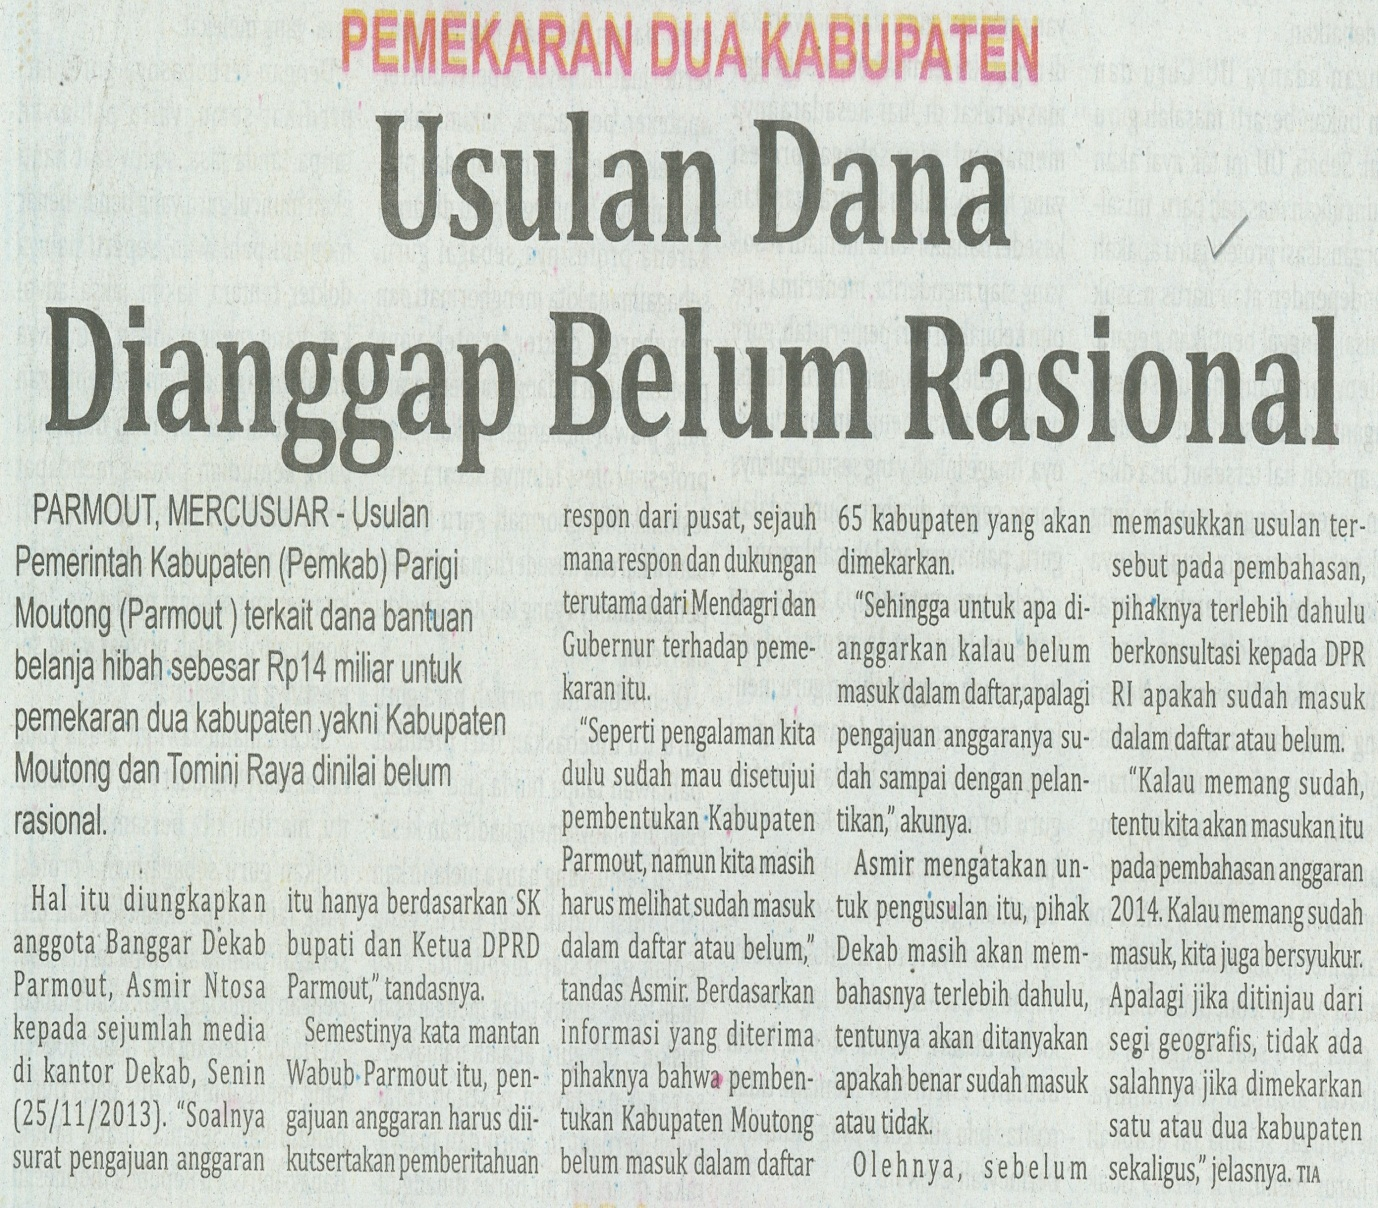 PEMEKARAN DUA KABUPATEN
Usulan Dana
Dianggap Belum Rasional
PARMOUT, MERCUSUAR - Usulan
Pemerintah Kabupaten (Pemkab) Parigi
Moutong (Parmout ) terkait dana bantuan
belanja hibah sebesar Rp14 miliar untuk
pemekaran dua kabupaten yakni Kabupaten
Moutong dan Tomini Raya dinilai belum
rasional.
Hal itu diungkapkan
anggota Banggar Dekab
Parmout, Asmir Ntosa
kepada sejumlah media
di kantor Dekab, Senin
(25/11/2013). “Soalnya
surat pengajuan anggaran
itu hanya berdasarkan SK
bupati dan Ketua DPRD
Parmout,” tandasnya.
Semestinya kata mantan
Wabub Parmout itu, pen-
gajuan anggaran harus dii-
kutsertakan pemberitahuan
respon dari pusat, sejauh
mana respon dan dukungan
terutama dari Mendagri dan
Gubernur terhadap peme-
karan itu.
“Seperti pengalaman kita
dulu sudah mau disetujui
pembentukan Kabupaten
Parmout, namun kita masih
harus melihat sudah masuk
dalam daftar atau belum,”
tandas Asmir. Berdasarkan
informasi yang diterima
pihaknya bahwa pemben-
tukan Kabupaten Moutong
belum masuk dalam daftar
65 kabupaten yang akan
dimekarkan.
“Sehingga untuk apa di-
anggarkan kalau belum
masuk dalam daftar,apalagi
pengajuan anggaranya su-
dah sampai dengan pelan-
tikan,” akunya.
Asmir mengatakan un-
tuk pengusulan itu, pihak
Dekab masih akan mem-
bahasnya terlebih dahulu,
tentunya akan ditanyakan
apakah benar sudah masuk
atau tidak.
Olehnya, sebelum
memasukkan usulan ter-
sebut pada pembahasan,
pihaknya terlebih dahulu
berkonsultasi kepada DPR
RI apakah sudah masuk
dalam daftar atau belum.
“Kalau memang sudah,
tentu kita akan masukan itu
pada pembahasan anggaran
2014. Kalau memang sudah
masuk, kita juga bersyukur.
Apalagi jika ditinjau dari
segi geografis, tidak ada
salahnya jika dimekarkan
satu atau dua kabupaten
sekaligus,” jelasnya. TIA